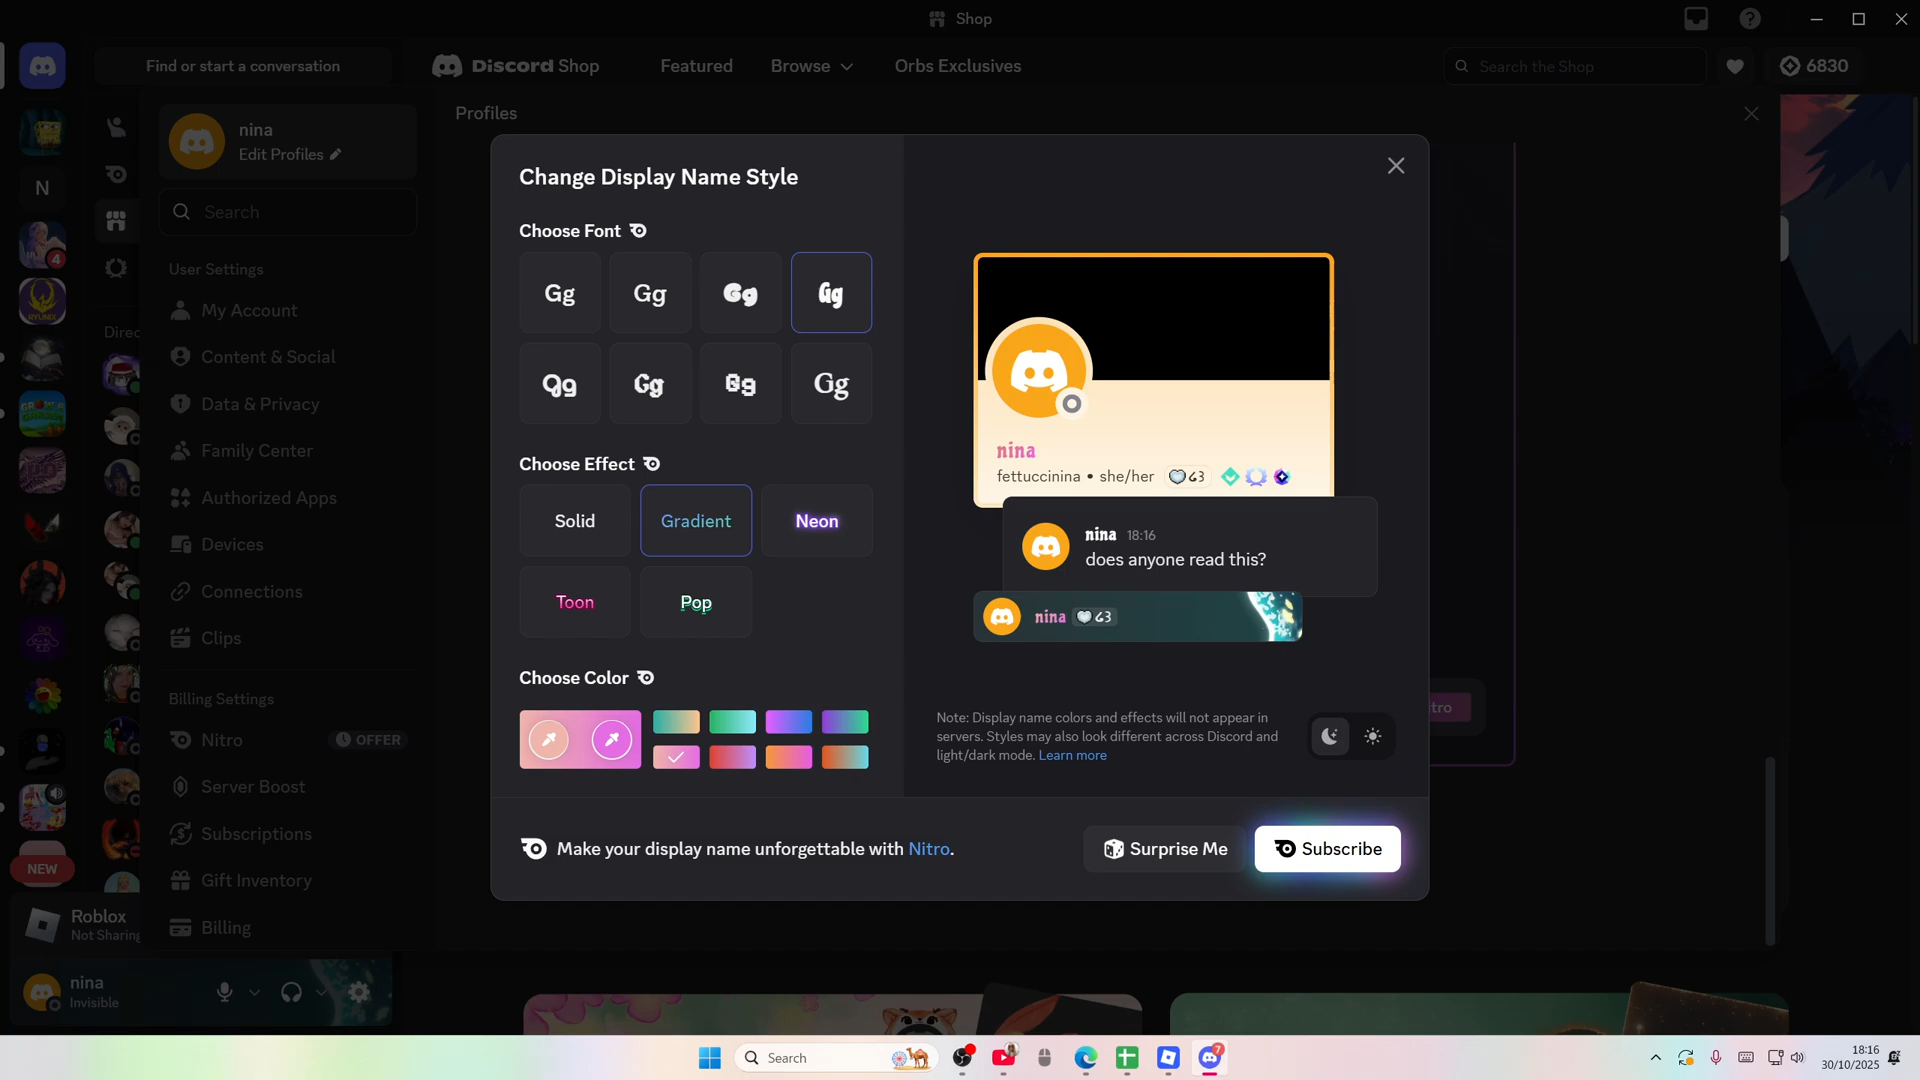 Shop
Find or start a conversation
Discord Shop
Featured
Browse
Orbs Exclusives
Search the Shop
6830
nina
Edit Profiles
Search
User Settings
My Account
Content & Social
Data & Privacy
Family Center
Authorized Apps
Devices
Connections
Clips
Billing Settings
Nitro
OFFER
Server Boost
Subscriptions
Gift Inventory
Billing
N
4
RYUNIX
NEW
Direc
Roblox
Not Sharing
nina
Invisible
Profiles
Change Display Name Style
Choose Font
Gg Gg Gg Gg
Gg Gg Gg Gg
Choose Effect
Solid Gradient Neon
Toon Pop
Choose Color
nina
fettuccinina • she/her 63
nina 18:16
does anyone read this?
nina 63
Note: Display name colors and effects will not appear in
servers. Styles may also look different across Discord and
light/dark mode. Learn more
Make your display name unforgettable with Nitro.
Surprise Me
Subscribe
itro
Search
7
18:16
30/10/2025